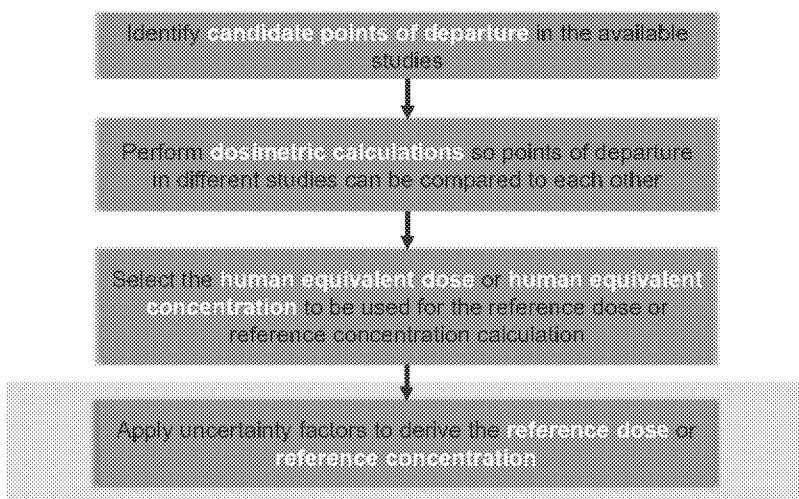 Identify candidate points of departure in the available
studies
Perform dosimetric calculations so points of departure
in different studies can be compared to each other
Select the human equivalent dose or human equivalent
concentration to be used for the reference dose or
reference concentration calculation
Apply uncertainty factors to derive the reference dose or
reference concentration